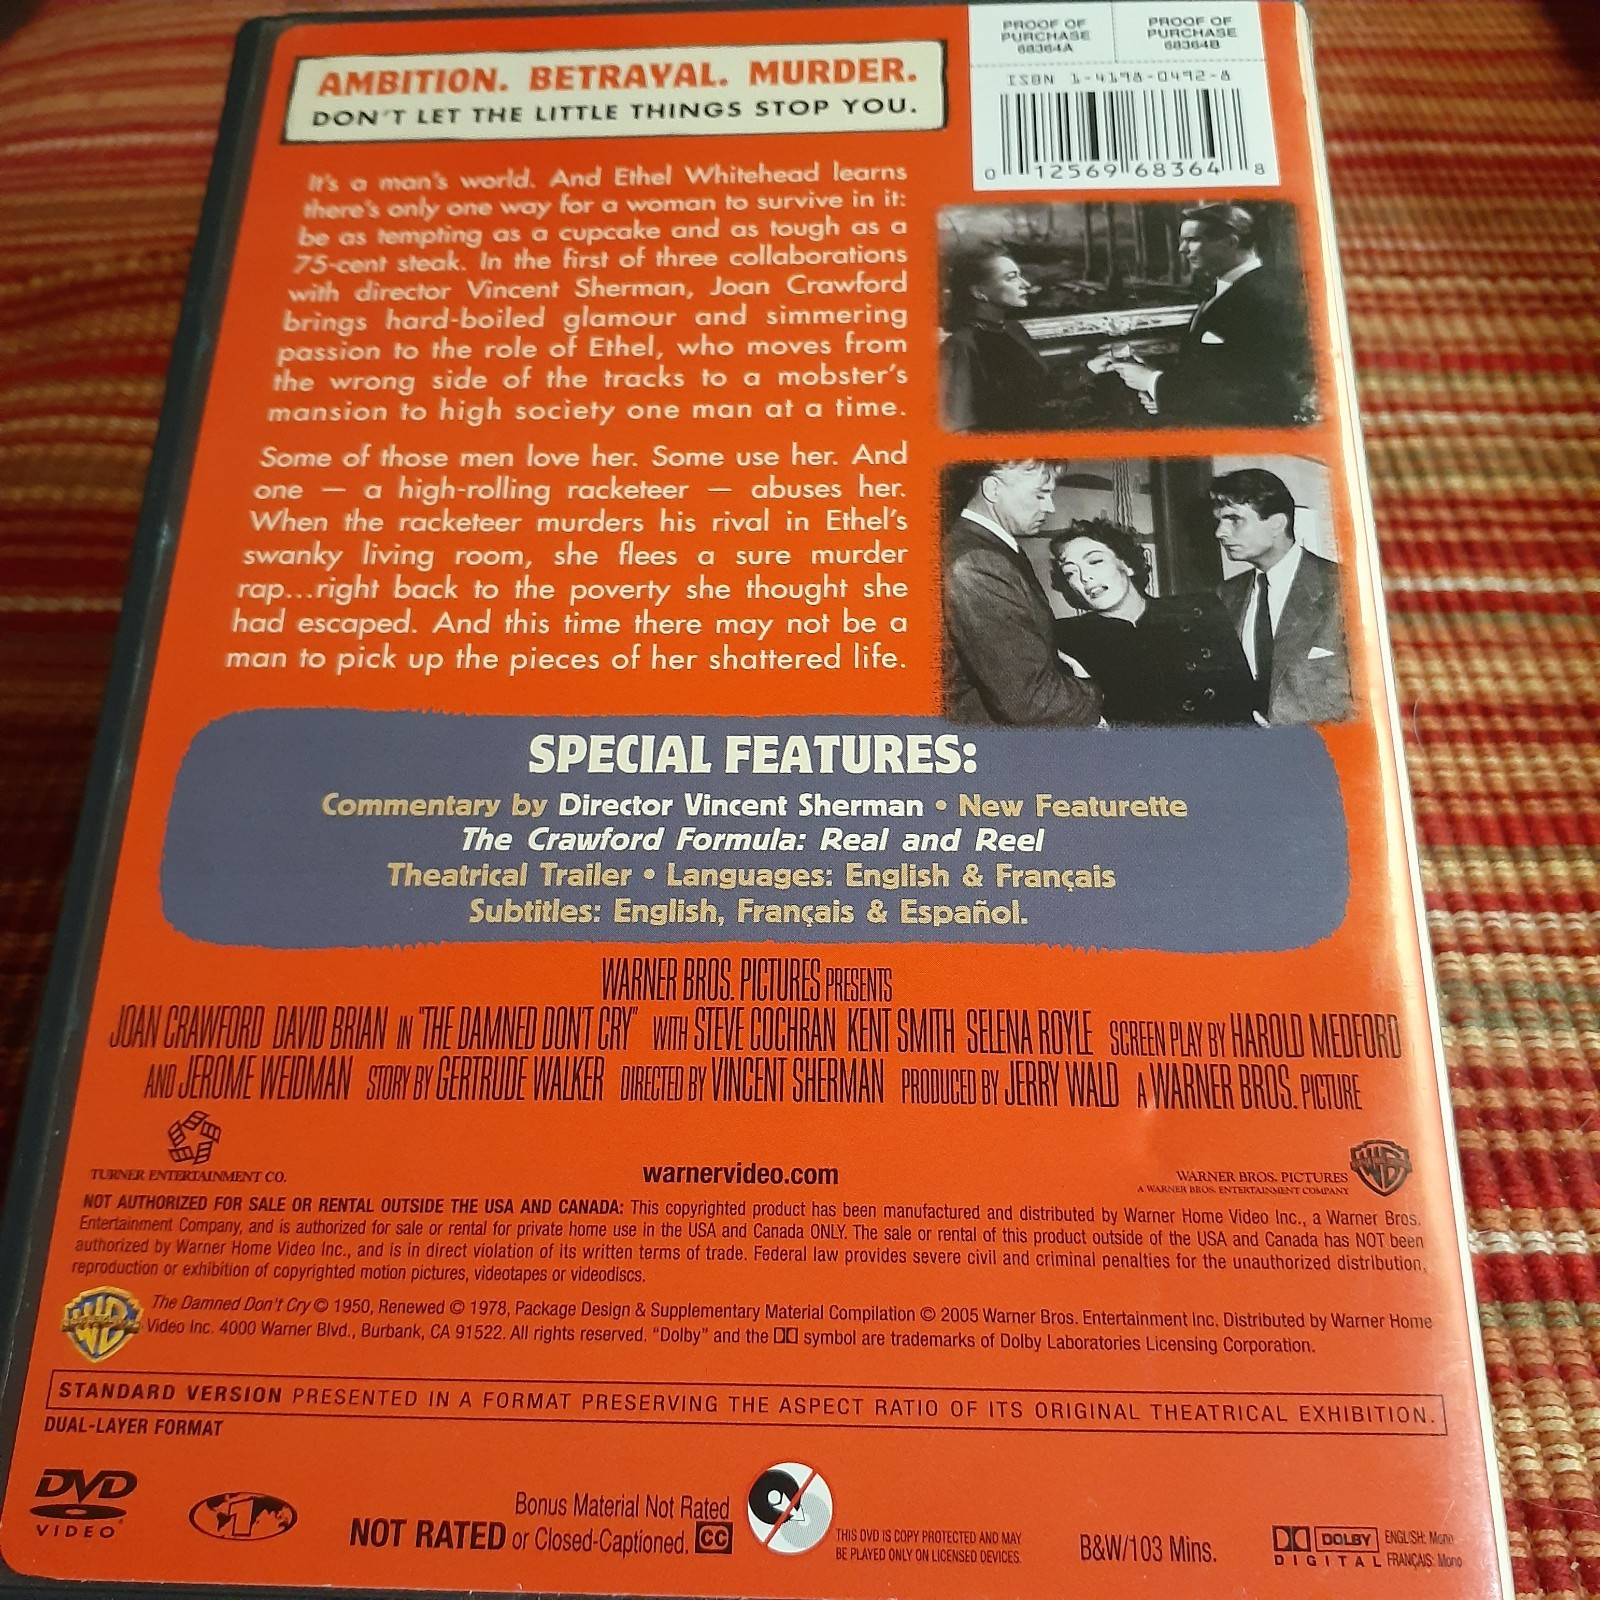 PROOF OF PURCHASE 68364A
PROOF OF PURCHASE 68364B
ISBN 1-4198-0492-8
0 12569 68364 8
AMBITION. BETRAYAL. MURDER.
DON'T LET THE LITTLE THINGS STOP YOU.
It's a man's world. And Ethel Whitehead learns
there's only one way for a woman to survive in it:
be as tempting as a cupcake and as tough as a
75-cent steak. In the first of three collaborations
with director Vincent Sherman, Joan Crawford
brings hard-boiled glamour and simmering
passion to the role of Ethel, who moves from
the wrong side of the tracks to a mobster's
mansion to high society one man at a time.
Some of those men love her. Some use her. And
one — a high-rolling racketeer — abuses her.
When the racketeer murders his rival in Ethel's
swanky living room, she flees a sure murder
rap...right back to the poverty she thought she
had escaped. And this time there may not be a
man to pick up the pieces of her shattered life.
SPECIAL FEATURES:
Commentary by Director Vincent Sherman • New Featurette
The Crawford Formula: Real and Reel
Theatrical Trailer • Languages: English & Français
Subtitles: English, Français & Español.
WARNER BROS. PICTURES PRESENTS
JOAN CRAWFORD DAVID BRIAN IN "THE DAMNED DON'T CRY" WITH STEVE COCHRAN KENT SMITH SELENA ROYLE SCREEN PLAY BY HAROLD MEDFORD
AND JEROME WEIDMAN STORY BY GERTRUDE WALKER DIRECTED BY VINCENT SHERMAN PRODUCED BY JERRY WALD A WARNER BROS. PICTURE
TURNER ENTERTAINMENT CO.
warnervideo.com
WARNER BROS. PICTURES
A WARNER BROS. ENTERTAINMENT COMPANY
NOT AUTHORIZED FOR SALE OR RENTAL OUTSIDE THE USA AND CANADA: This copyrighted product has been manufactured and distributed by Warner Home Video Inc., a Warner Bros.
Entertainment Company, and is authorized for sale or rental for private home use in the USA and Canada ONLY. The sale or rental of this product outside of the USA and Canada has NOT been
authorized by Warner Home Video Inc., and is in direct violation of its written terms of trade. Federal law provides severe civil and criminal penalties for the unauthorized distribution,
reproduction or exhibition of copyrighted motion pictures, videotapes or videodiscs.
The Damned Don't Cry © 1950, Renewed © 1978, Package Design & Supplementary Material Compilation © 2005 Warner Bros. Entertainment Inc. Distributed by Warner Home
Video Inc. 4000 Warner Blvd., Burbank, CA 91522. All rights reserved. "Dolby" and the DD symbol are trademarks of Dolby Laboratories Licensing Corporation.
STANDARD VERSION PRESENTED IN A FORMAT PRESERVING THE ASPECT RATIO OF ITS ORIGINAL THEATRICAL EXHIBITION.
DUAL-LAYER FORMAT
DVD
VIDEO
1
Bonus Material Not Rated
NOT RATED or Closed-Captioned. CC
THIS DVD IS COPY PROTECTED AND MAY
BE PLAYED ONLY ON LICENSED DEVICES.
B&W/103 Mins.
DOLBY
DIGITAL
ENGLISH: Mono
FRANÇAIS: Mono